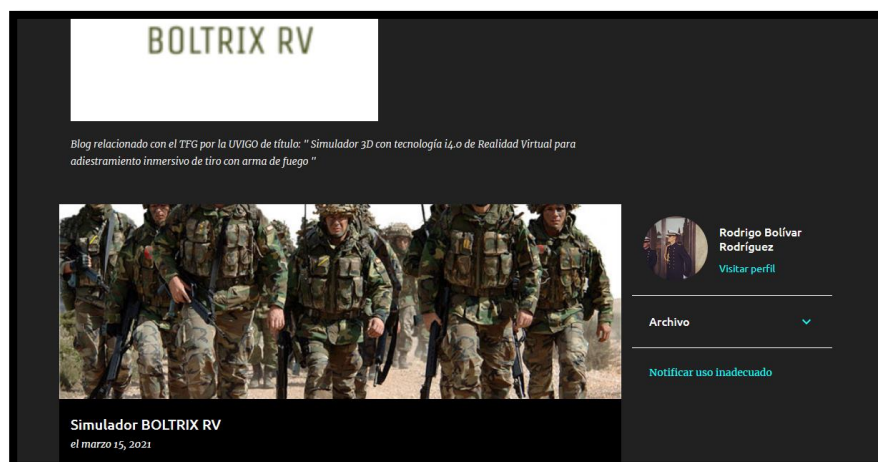 BOLTRIX RV
Blog relacionado con el TFG por la UVIGO de título: " Simulador 3D con tecnología i4.0 de Realidad Virtual para
adiestramiento inmersivo de tiro con arma de fuego "
Rodrigo Bolívar
Rodríguez
Visitar perfil
Archivo
Notificar uso inadecuado
Simulador BOLTRIX RV
el marzo 15, 2021